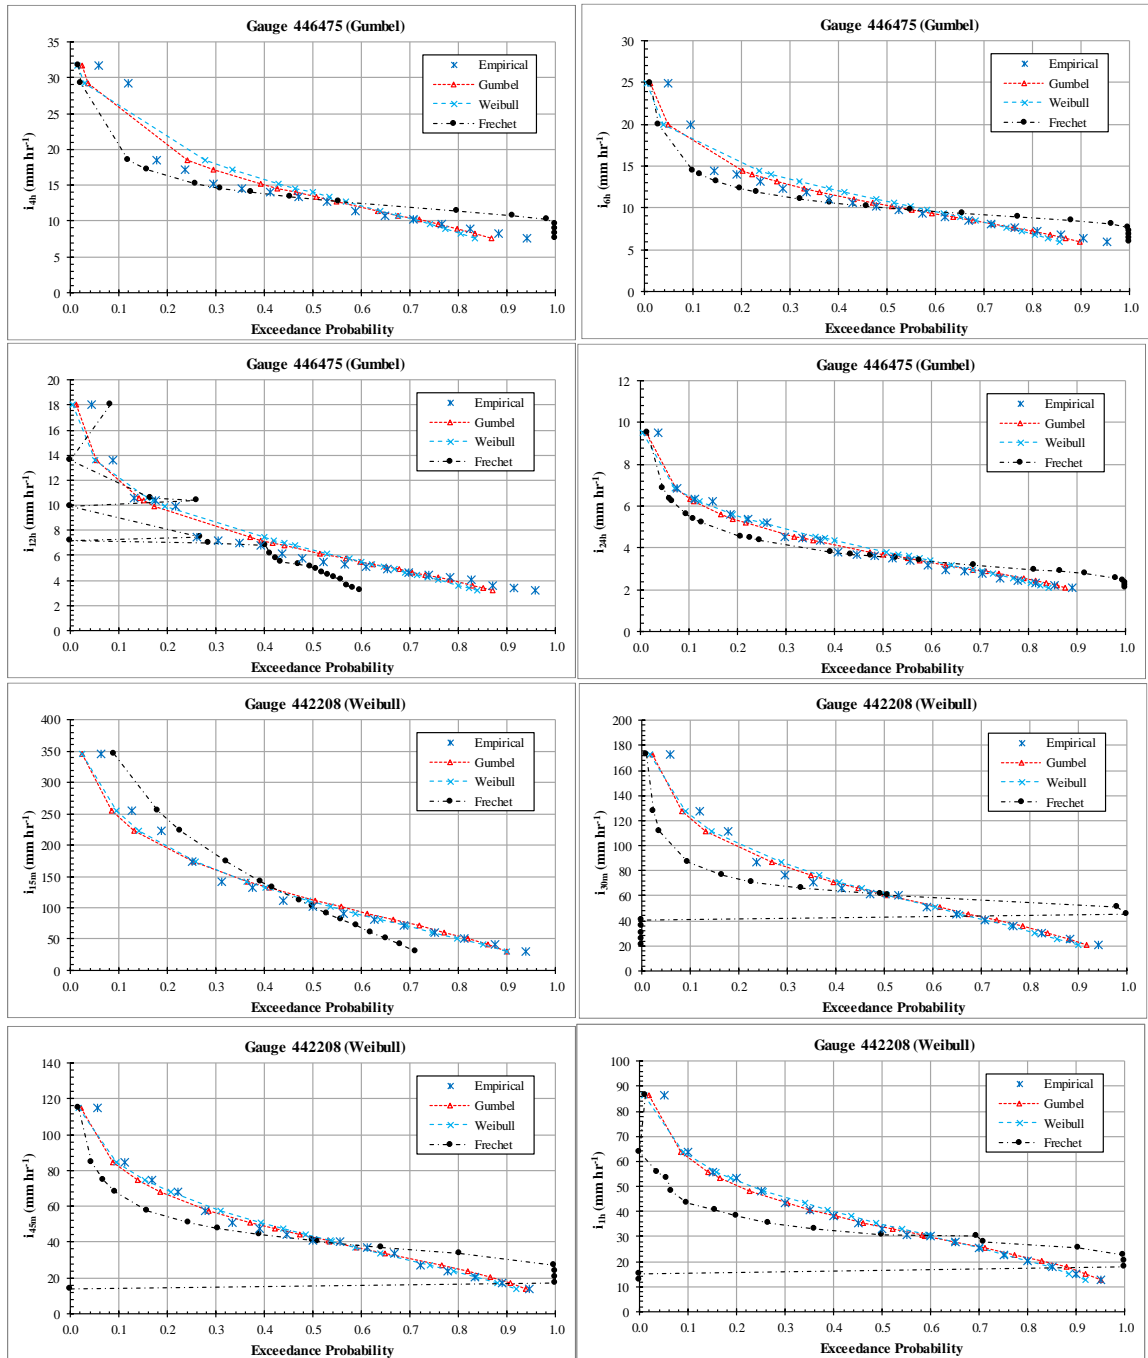 Gauge 446475 (Gumbel)
35
30
25
20
15
10
5
0
i4h (mm hr-1)
Empirical
Gumbel
Weibull
Frechet
0.0 0.1 0.2 0.3 0.4 0.5 0.6 0.7 0.8 0.9 1.0
Exceedance Probability
Gauge 446475 (Gumbel)
30
25
20
15
10
5
0
i6h (mm hr-1)
Empirical
Gumbel
Weibull
Frechet
0.0 0.1 0.2 0.3 0.4 0.5 0.6 0.7 0.8 0.9 1.0
Exceedance Probability
Gauge 446475 (Gumbel)
20
18
16
14
12
10
8
6
4
2
0
i12h (mm hr-1)
Empirical
Gumbel
Weibull
Frechet
0.0 0.1 0.2 0.3 0.4 0.5 0.6 0.7 0.8 0.9 1.0
Exceedance Probability
Gauge 446475 (Gumbel)
12
10
8
6
4
2
0
i24h (mm hr-1)
Empirical
Gumbel
Weibull
Frechet
0.0 0.1 0.2 0.3 0.4 0.5 0.6 0.7 0.8 0.9 1.0
Exceedance Probability
Gauge 442208 (Weibull)
400
350
300
250
200
150
100
50
0
i15m (mm hr-1)
Empirical
Gumbel
Weibull
Frechet
0.0 0.1 0.2 0.3 0.4 0.5 0.6 0.7 0.8 0.9 1.0
Exceedance Probability
Gauge 442208 (Weibull)
200
180
160
140
120
100
80
60
40
20
0
i30m (mm hr-1)
Empirical
Gumbel
Weibull
Frechet
0.0 0.1 0.2 0.3 0.4 0.5 0.6 0.7 0.8 0.9 1.0
Exceedance Probability
Gauge 442208 (Weibull)
140
120
100
80
60
40
20
0
i45m (mm hr-1)
Empirical
Gumbel
Weibull
Frechet
0.0 0.1 0.2 0.3 0.4 0.5 0.6 0.7 0.8 0.9 1.0
Exceedance Probability
Gauge 442208 (Weibull)
100
90
80
70
60
50
40
30
20
10
0
i1h (mm hr-1)
Empirical
Gumbel
Weibull
Frechet
0.0 0.1 0.2 0.3 0.4 0.5 0.6 0.7 0.8 0.9 1.0
Exceedance Probability